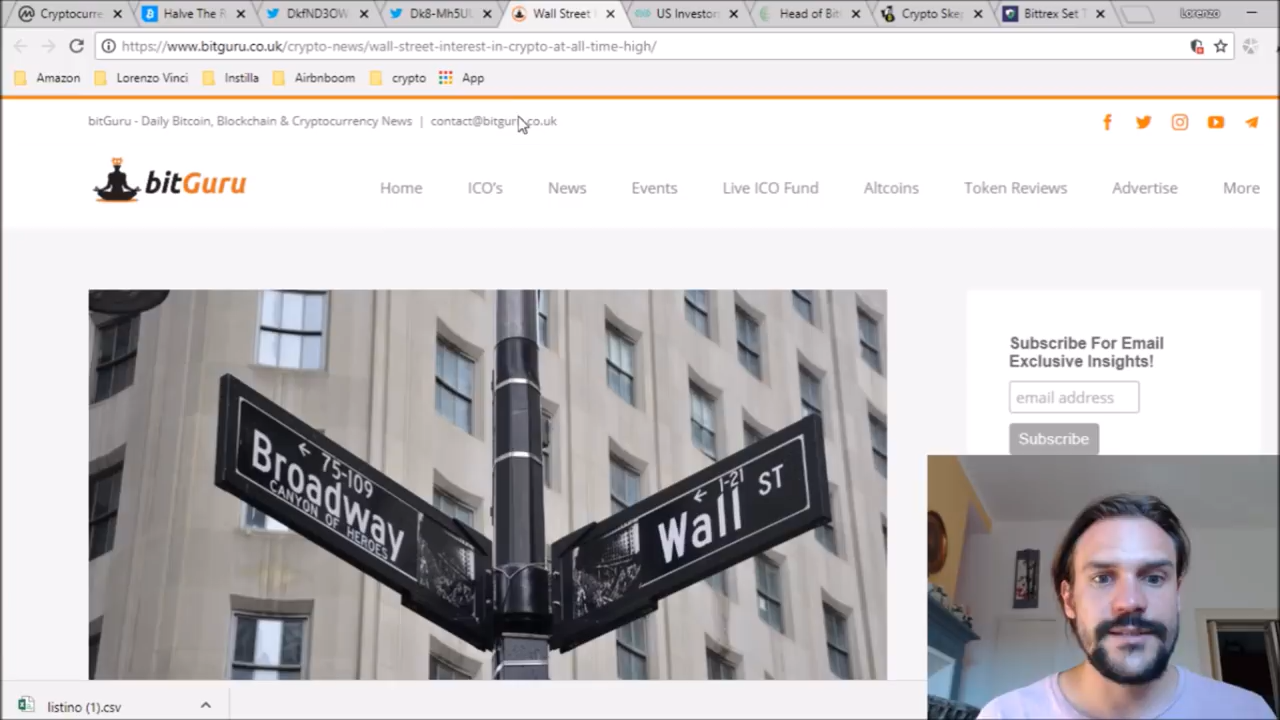 Cryptocurre
Halve The R
DkfND3OW
Dk8-Mh5UU
Wall Street
US Investor
Head of Bit
Crypto Skep
Bittrex Set T
Lorenzo
https://www.bitguru.co.uk/crypto-news/wall-street-interest-in-crypto-at-all-time-high/
Amazon
Lorenzo Vinci
Instilla
Airbnboom
crypto
App
bitGuru - Daily Bitcoin, Blockchain & Cryptocurrency News | contact@bitguru.co.uk
bitGuru
Home
ICO's
News
Events
Live ICO Fund
Altcoins
Token Reviews
Advertise
More
← 75-109
Broadway
CANYON OF HEROES
← 1-21
Wall ST
Subscribe For Email
Exclusive Insights!
email address
Subscribe
listino (1).csv